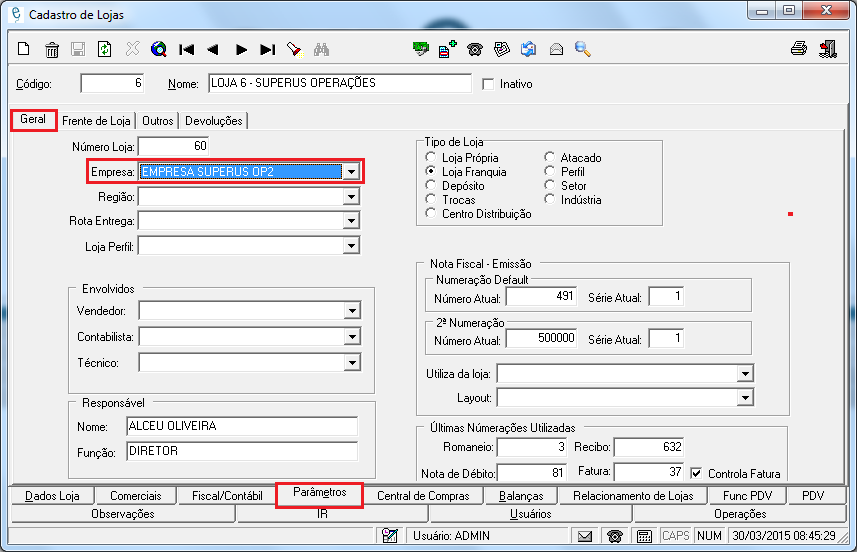 Cadastro de Lojas
Código: 6 Nome: LOJA 6 - SUPERUS OPERAÇÕES Inativo
Geral Frente de Loja Outros Devoluções
Número Loja: 60
Empresa: EMPRESA SUPERUS OP2
Região:
Rota Entrega:
Loja Perfil:
Tipo de Loja
Loja Própria Atacado
Loja Franquia Perfil
Depósito Setor
Trocas Indústria
Centro Distribuição
Envolvidos
Vendedor:
Contabilista:
Técnico:
Nota Fiscal - Emissão
Numeração Default
Número Atual: 491 Série Atual: 1
2ª Numeração
Número Atual: 500000 Série Atual: 1
Utiliza da loja:
Layout:
Responsável
Nome: ALCEU OLIVEIRA
Função: DIRETOR
Últimas Númerações Utilizadas
Romaneio: 3 Recibo: 632
Nota de Débito: 81 Fatura: 37 Controla Fatura
Dados Loja Comerciais Fiscal/Contábil Parâmetros Central de Compras Balanças Relacionamento de Lojas Func PDV PDV
Observações IR Usuários Operações
Usuário: ADMIN CAPS NUM 30/03/2015 08:45:29